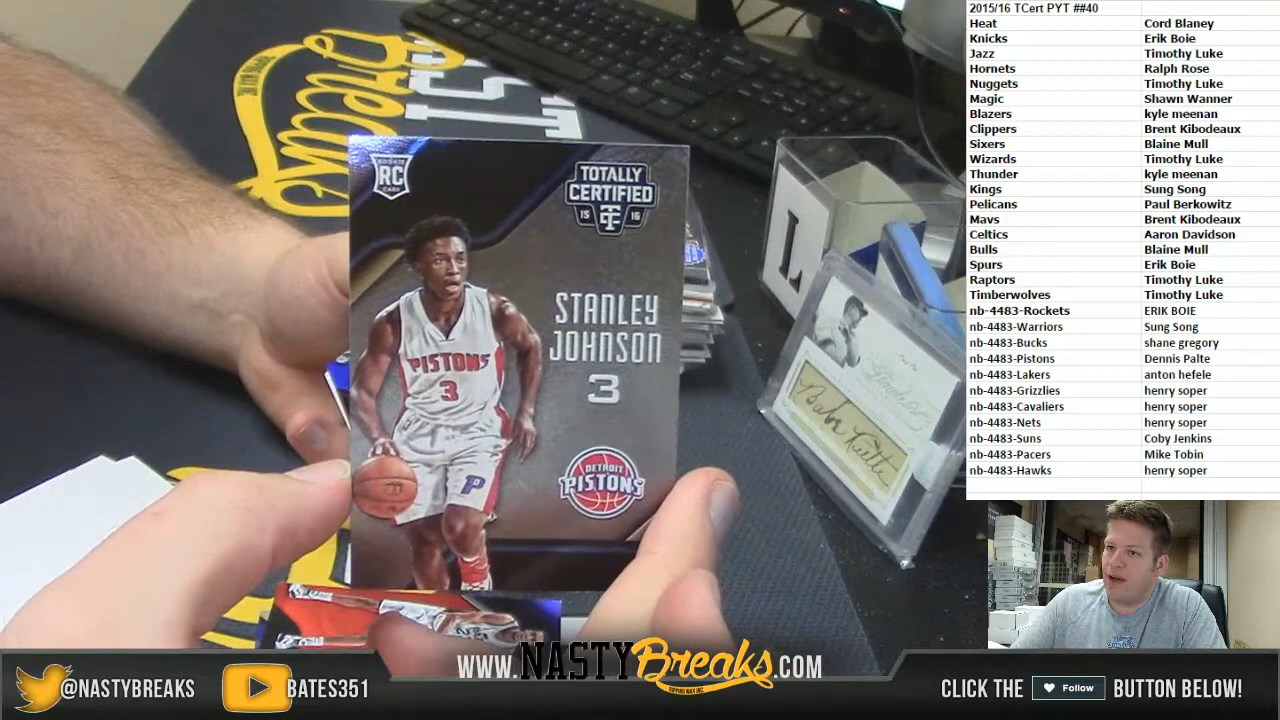 2015/16 TCert PYT ##40
Heat Cord Blaney
Knicks Erik Boie
Jazz Timothy Luke
Hornets Ralph Rose
Nuggets Timothy Luke
Magic Shawn Wanner
Blazers kyle meenan
Clippers Brent Kibodeaux
Sixers Blaine Mull
Wizards Timothy Luke
Thunder kyle meenan
Kings Sung Song
Pelicans Paul Berkowitz
Mavs Brent Kibodeaux
Celtics Aaron Davidson
Bulls Blaine Mull
Spurs Erik Boie
Raptors Timothy Luke
Timberwolves Timothy Luke
nb-4483-Rockets ERIK BOIE
nb-4483-Warriors Sung Song
nb-4483-Bucks shane gregory
nb-4483-Pistons Dennis Palte
nb-4483-Lakers anton hefele
nb-4483-Grizzlies henry soper
nb-4483-Cavaliers henry soper
nb-4483-Nets henry soper
nb-4483-Suns Coby Jenkins
nb-4483-Pacers Mike Tobin
nb-4483-Hawks henry soper
ROOKIE
RC
CARD
TOTALLY
CERTIFIED
15 TC 16
STANLEY
JOHNSON
3
PISTONS
3
P
DETROIT
PISTONS
L
Babe Ruth
@NASTYBREAKS
BATES351
WWW.NASTYBreaks.COM
RIPPING WAX INC.
CLICK THE Follow BUTTON BELOW!